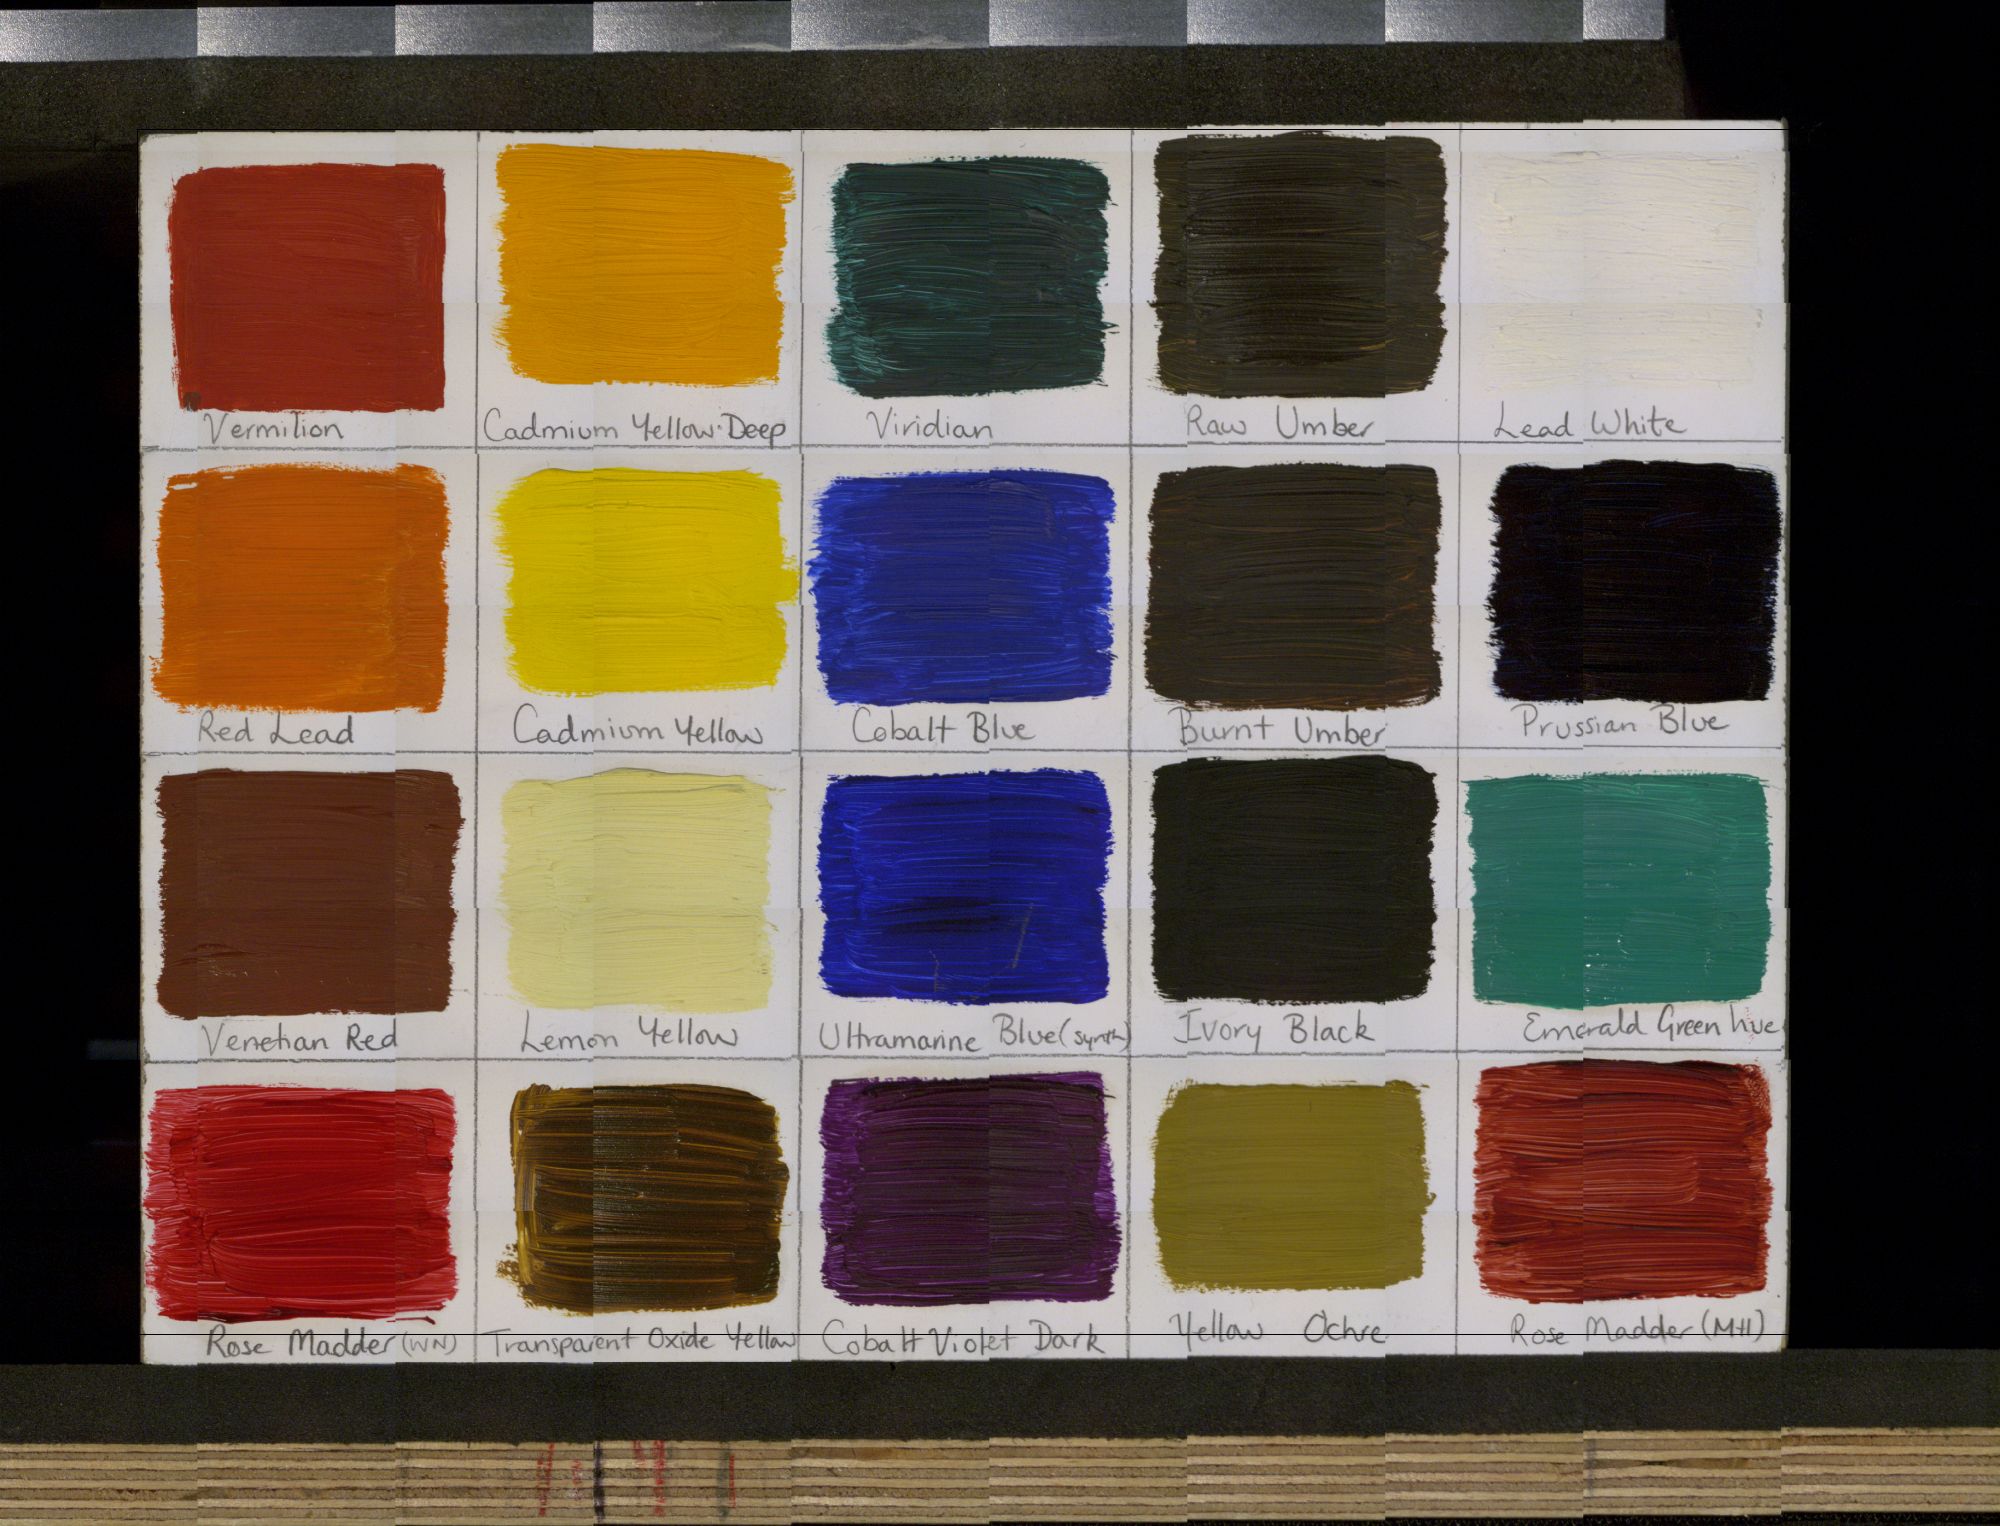 Vermilion
Cadmium Yellow Deep
Viridian
Raw Umber
Lead White
Red Lead
Cadmium Yellow
Cobalt Blue
Burnt Umber
Prussian Blue
Venetian Red
Lemon Yellow
Ultramarine Blue (synth)
Ivory Black
Emerald Green hue
Rose Madder (WN)
Transparent Oxide Yellow
Cobalt Violet Dark
Yellow Ochre
Rose Madder (MH)